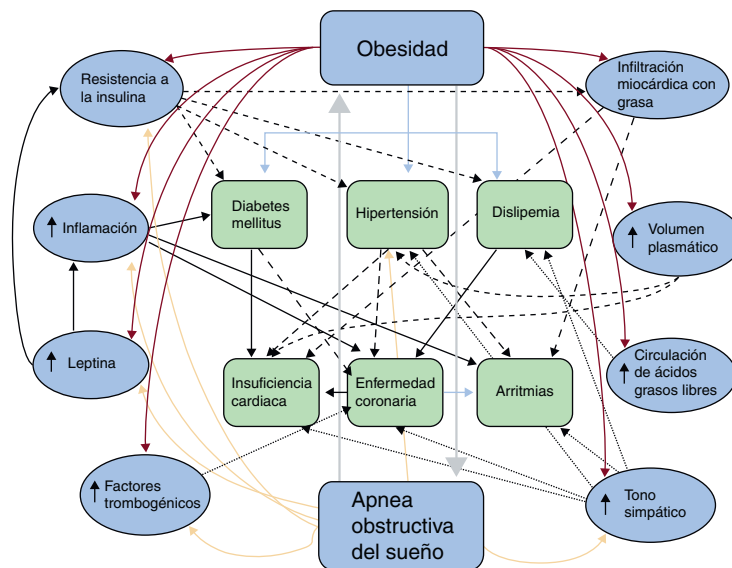 Obesidad
Resistencia a
la insulina
Infiltración
miocárdica con
grasa
Diabetes
mellitus
Hipertensión
Dislipemia
Inflamación
Volumen
plasmático
Leptina
Insuficiencia
cardiaca
Enfermedad
coronaria
Arritmias
Circulación
de ácidos
grasos libres
Factores
trombogénicos
Apnea
obstructiva
del sueño
Tono
simpático